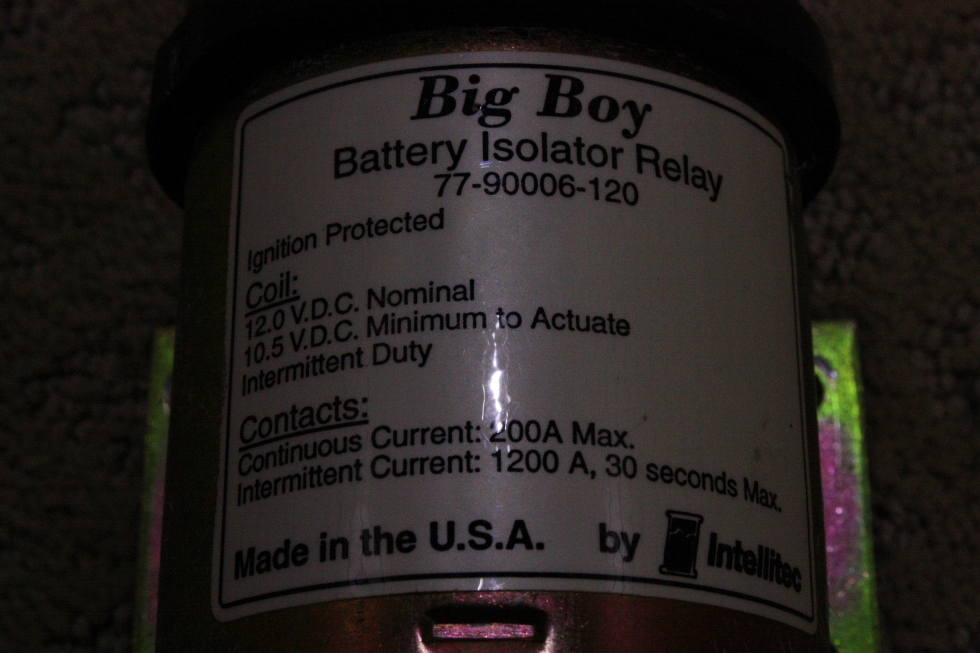 Big Boy
Battery Isolator Relay
77-90006-120
Ignition Protected
Coil:
12.0 V.D.C. Nominal
10.5 V.D.C. Minimum to Actuate
Intermittent Duty
Contacts:
Continuous Current: 200A Max.
Intermittent Current: 1200 A, 30 seconds Max.
Made in the U.S.A. by Intellitec